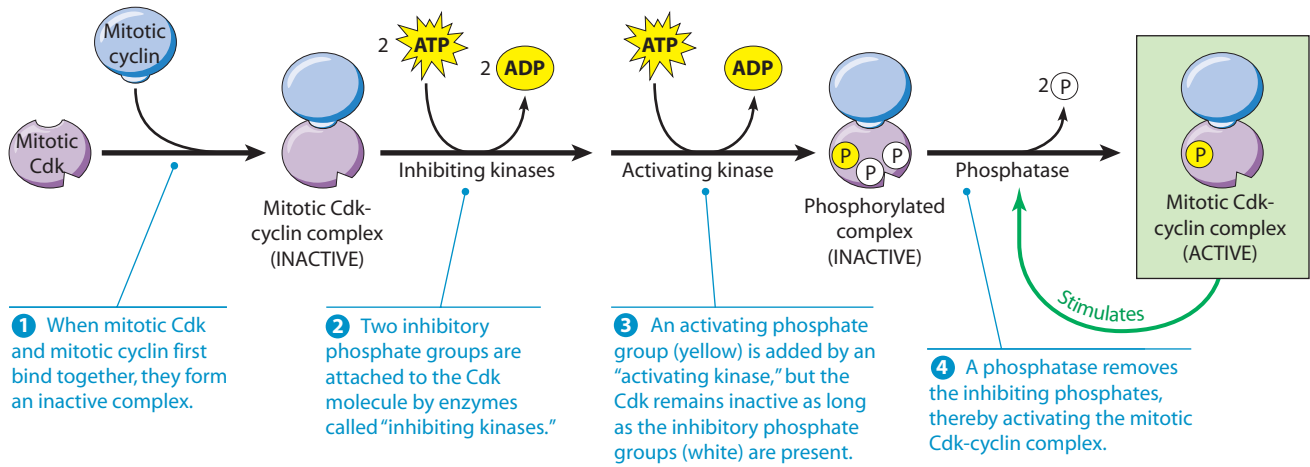 Mitotic
cyclin
Mitotic
Cdk
Mitotic Cdk-
cyclin complex
(INACTIVE)
2 ATP
2 ADP
Inhibiting kinases
ATP
ADP
Activating kinase
P
P
P
Phosphorylated
complex
(INACTIVE)
2 P
Phosphatase
P
Mitotic Cdk-
cyclin complex
(ACTIVE)
Stimulates
1 When mitotic Cdk
and mitotic cyclin first
bind together, they form
an inactive complex.
2 Two inhibitory
phosphate groups are
attached to the Cdk
molecule by enzymes
called "inhibiting kinases."
3 An activating phosphate
group (yellow) is added by an
"activating kinase," but the
Cdk remains inactive as long
as the inhibitory phosphate
groups (white) are present.
4 A phosphatase removes
the inhibiting phosphates,
thereby activating the mitotic
Cdk-cyclin complex.